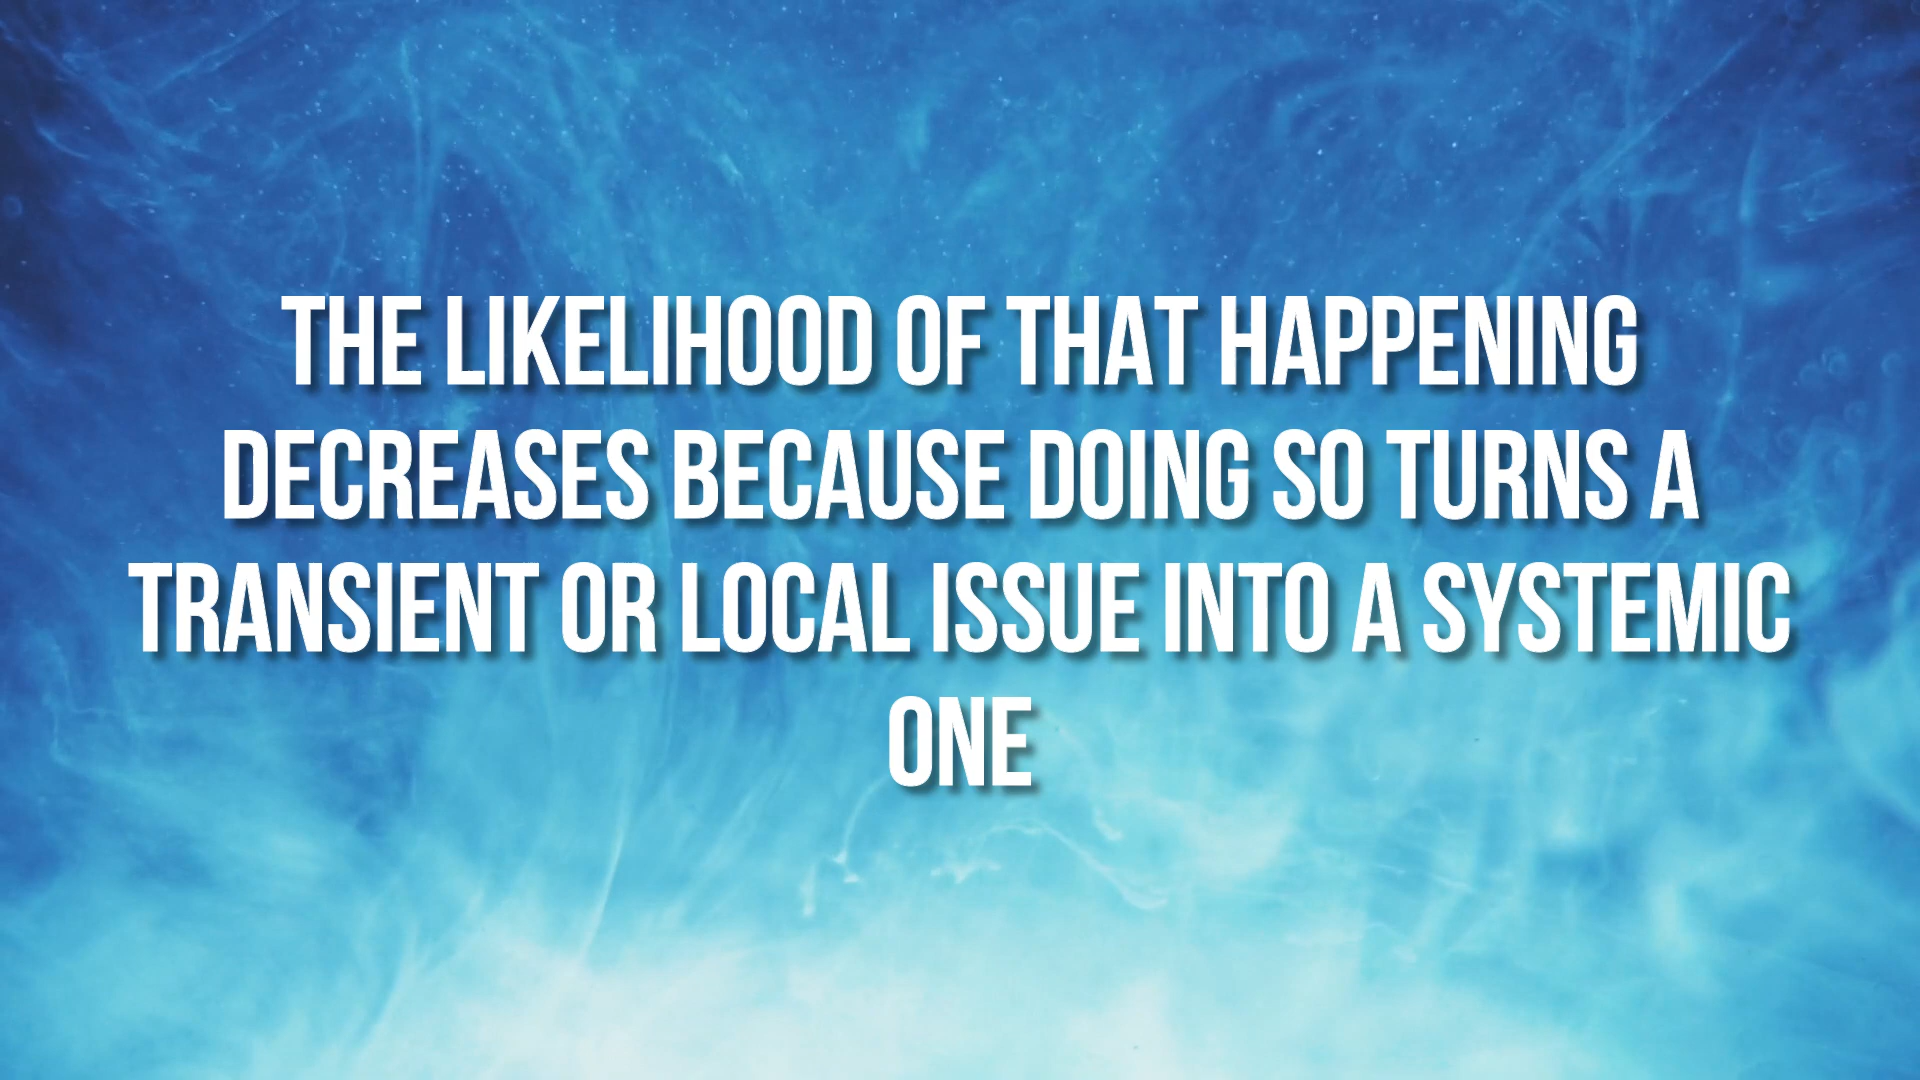 THE LIKELIHOOD OF THAT HAPPENING
DECREASES BECAUSE DOING SO TURNS A
TRANSIENT OR LOCAL ISSUE INTO A SYSTEMIC
ONE